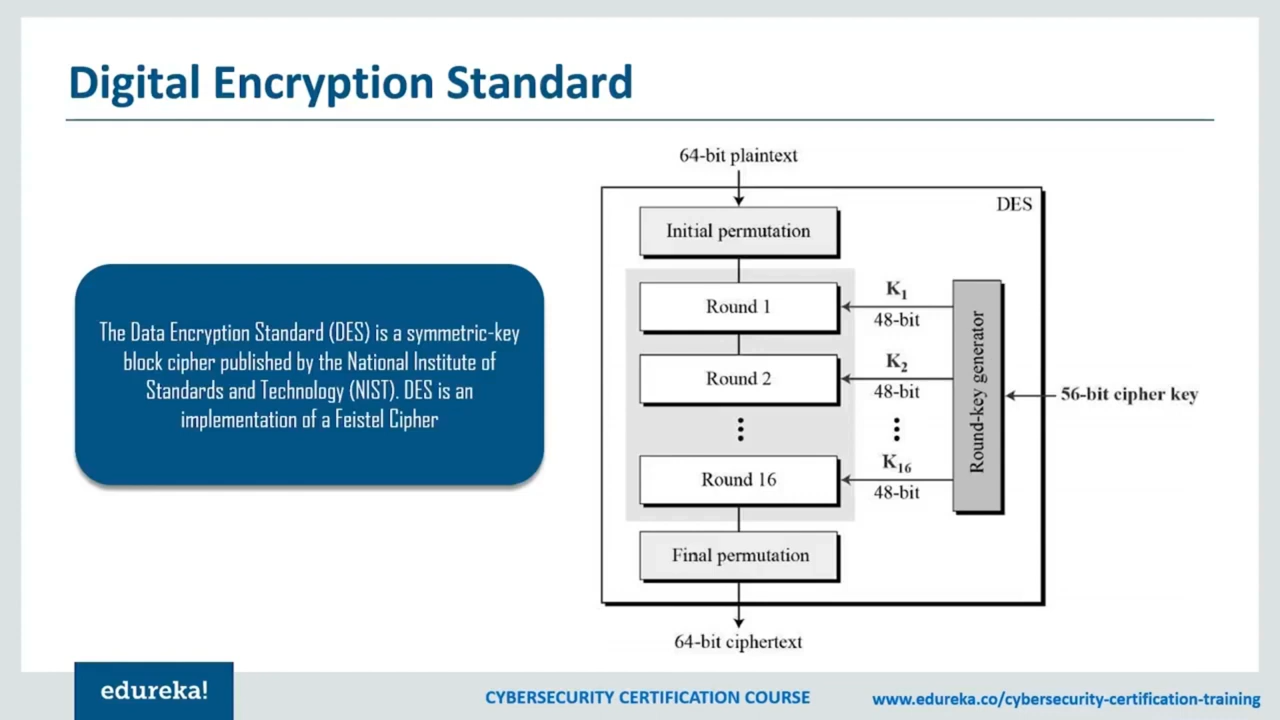 Digital Encryption Standard
The Data Encryption Standard (DES) is a symmetric-key
block cipher published by the National Institute of
Standards and Technology (NIST). DES is an
implementation of a Feistel Cipher
64-bit plaintext
DES
Initial permutation
Round 1
K1
48-bit
Round 2
K2
48-bit
Round 16
K16
48-bit
Round-key generator
56-bit cipher key
Final permutation
64-bit ciphertext
edureka!
CYBERSECURITY CERTIFICATION COURSE
www.edureka.co/cybersecurity-certification-training